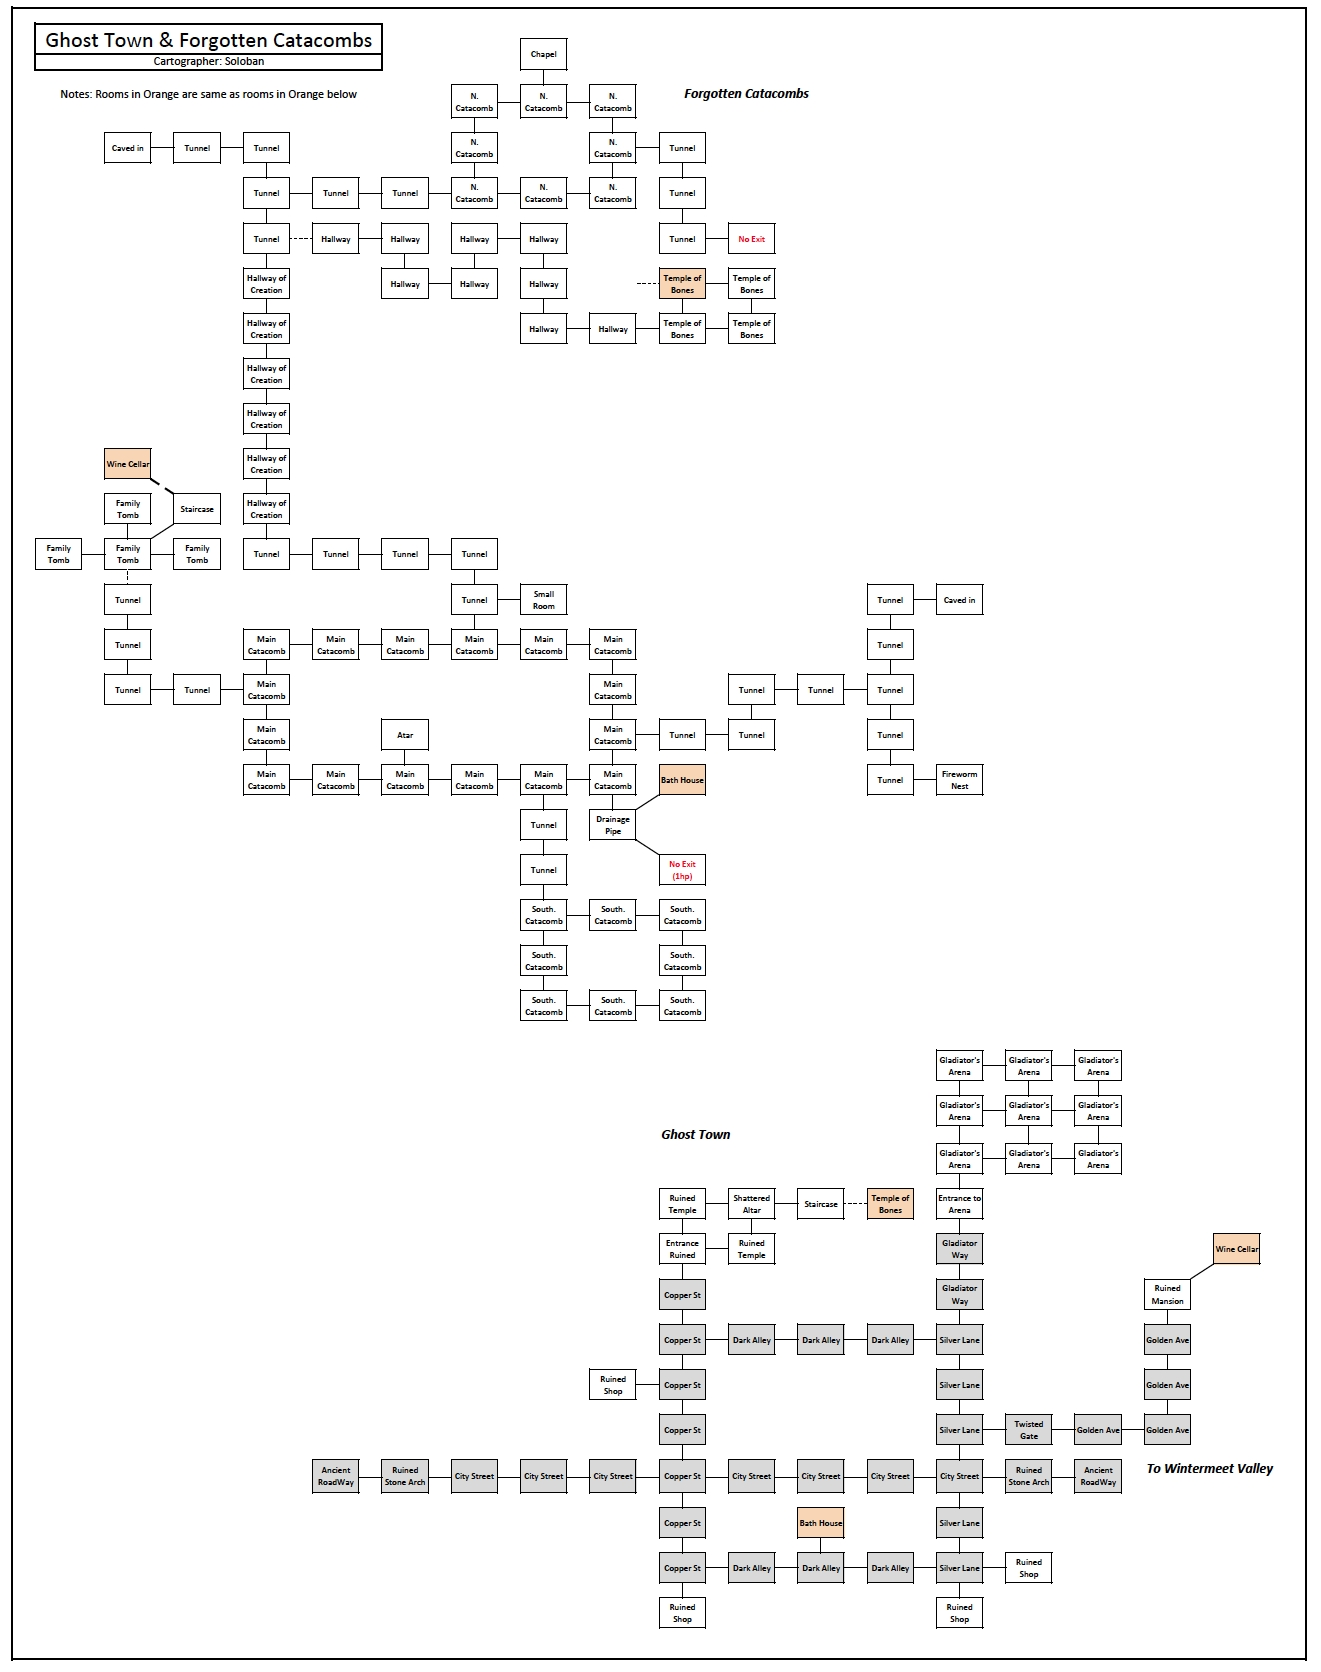 Ghost Town & Forgotten Catacombs
Cartographer: Soloban
Notes: Rooms in Orange are same as rooms in Orange below
Forgotten Catacombs
Chapel
N. N. N.
Catacomb Catacomb Catacomb
Caved in Tunnel Tunnel N. Catacomb N. Catacomb Tunnel
Tunnel Tunnel Tunnel N. Catacomb N. Catacomb N. Catacomb Tunnel
Tunnel Hallway Hallway Hallway Hallway Tunnel No Exit
Hallway of Creation Hallway Hallway Hallway Temple of Bones Temple of Bones
Hallway of Creation Hallway Hallway Temple of Bones Temple of Bones
Hallway of Creation
Hallway of Creation
Wine Cellar Hallway of Creation
Family Tomb Staircase Hallway of Creation
Family Tomb Family Tomb Family Tomb Tunnel Tunnel Tunnel Tunnel
Tunnel Tunnel Small Room Tunnel Caved in
Tunnel Main Catacomb Main Catacomb Main Catacomb Main Catacomb Main Catacomb Main Catacomb Tunnel
Tunnel Tunnel Main Catacomb Main Catacomb Tunnel Tunnel Tunnel
Main Catacomb Atar Main Catacomb Tunnel Tunnel Tunnel
Main Catacomb Main Catacomb Main Catacomb Main Catacomb Main Catacomb Main Catacomb Bath House Tunnel Fireworm Nest
Tunnel Drainage Pipe
Tunnel No Exit (1hp)
South. Catacomb South. Catacomb South. Catacomb
South. Catacomb South. Catacomb
South. Catacomb South. Catacomb South. Catacomb
Gladiator's Arena Gladiator's Arena Gladiator's Arena
Gladiator's Arena Gladiator's Arena Gladiator's Arena
Ghost Town
Gladiator's Arena Gladiator's Arena Gladiator's Arena
Ruined Temple Shattered Altar Staircase Temple of Bones Entrance to Arena
Entrance Ruined Ruined Temple Gladiator Way Wine Cellar
Copper St Gladiator Way Ruined Mansion
Copper St Dark Alley Dark Alley Dark Alley Silver Lane Golden Ave
Ruined Shop Copper St Silver Lane Golden Ave
Copper St Silver Lane Twisted Gate Golden Ave Golden Ave
Ancient RoadWay Ruined Stone Arch City Street City Street City Street Copper St City Street City Street City Street City Street Ruined Stone Arch Ancient RoadWay To Wintermeet Valley
Copper St Bath House Silver Lane
Copper St Dark Alley Dark Alley Dark Alley Silver Lane Ruined Shop
Ruined Shop Ruined Shop